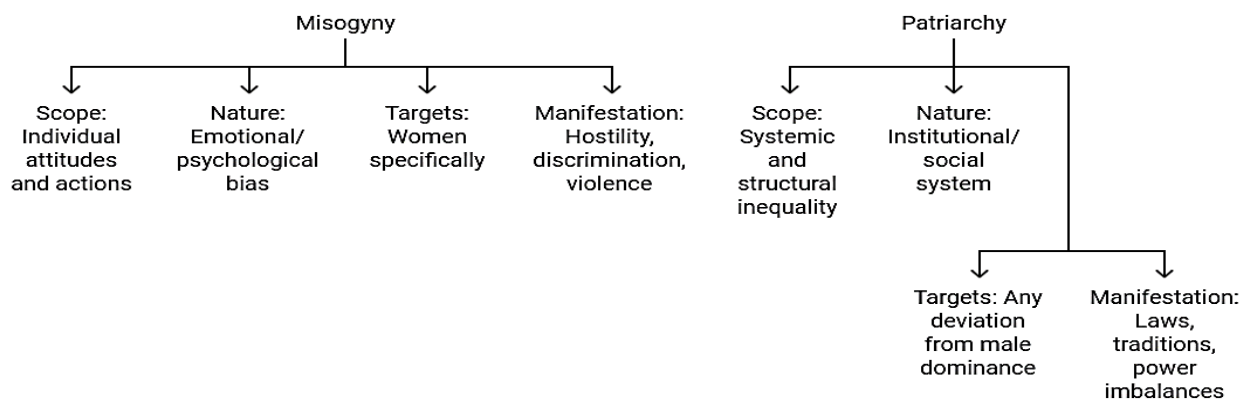 Misogyny
Scope:
Individual
attitudes
and actions
Nature:
Emotional/
psychological
bias
Targets:
Women
specifically
Manifestation:
Hostility,
discrimination,
violence
Patriarchy
Scope:
Systemic
and
structural
inequality
Nature:
Institutional/
social
system
Targets: Any
deviation
from male
dominance
Manifestation:
Laws,
traditions,
power
imbalances